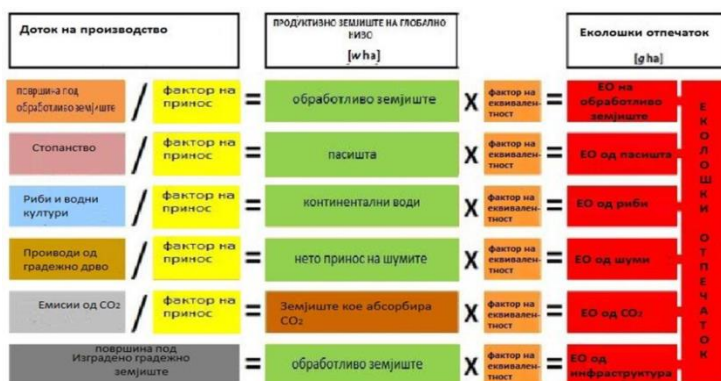 Доток на производство
ПРОДУКТИВНО ЗЕМЈИШТЕ НА ГЛОБАЛНО
НИВО
[wha]
Еколошки отпечаток
[gha]
површина под
обработливо земјиште
/
фактор на
принос
=
обработливо земјиште
X
фактор на
еквивален-
тност
=
ЕО на
обработливо
земјиште
Стопанство
/
фактор на
принос
=
пасишта
X
фактор на
еквивален-
тност
=
ЕО од пасишта
Риби и водни
култури
/
фактор на
принос
=
континентални води
X
фактор на
еквивален-
тност
=
ЕО од риби
Проиводи од
градежно дрво
/
фактор на
принос
=
нето принос на шумите
X
фактор на
еквивален-
тност
=
ЕО од шуми
Емисии од CO₂
/
фактор на
принос
=
Земјиште кое абсорбира
CO₂
X
фактор на
еквивален-
тност
=
ЕО од CO₂
површина под
Изградено градежно
земјиште
=
обработливо земјиште
X
фактор на
еквивален-
тност
=
ЕО од
инфраструктура
ЕКОЛОШКИ ОТПЕЧАТОК